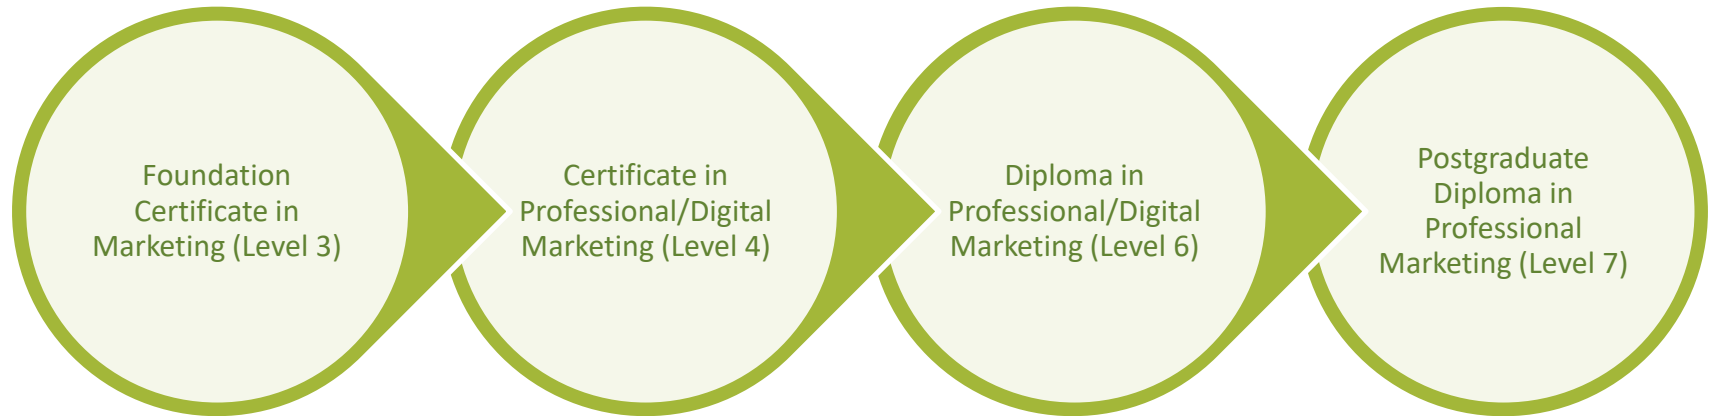 Foundation
Certificate in
Marketing (Level 3)
Certificate in
Professional/Digital
Marketing (Level 4)
Diploma in
Professional/Digital
Marketing (Level 6)
Postgraduate
Diploma in
Professional
Marketing (Level 7)